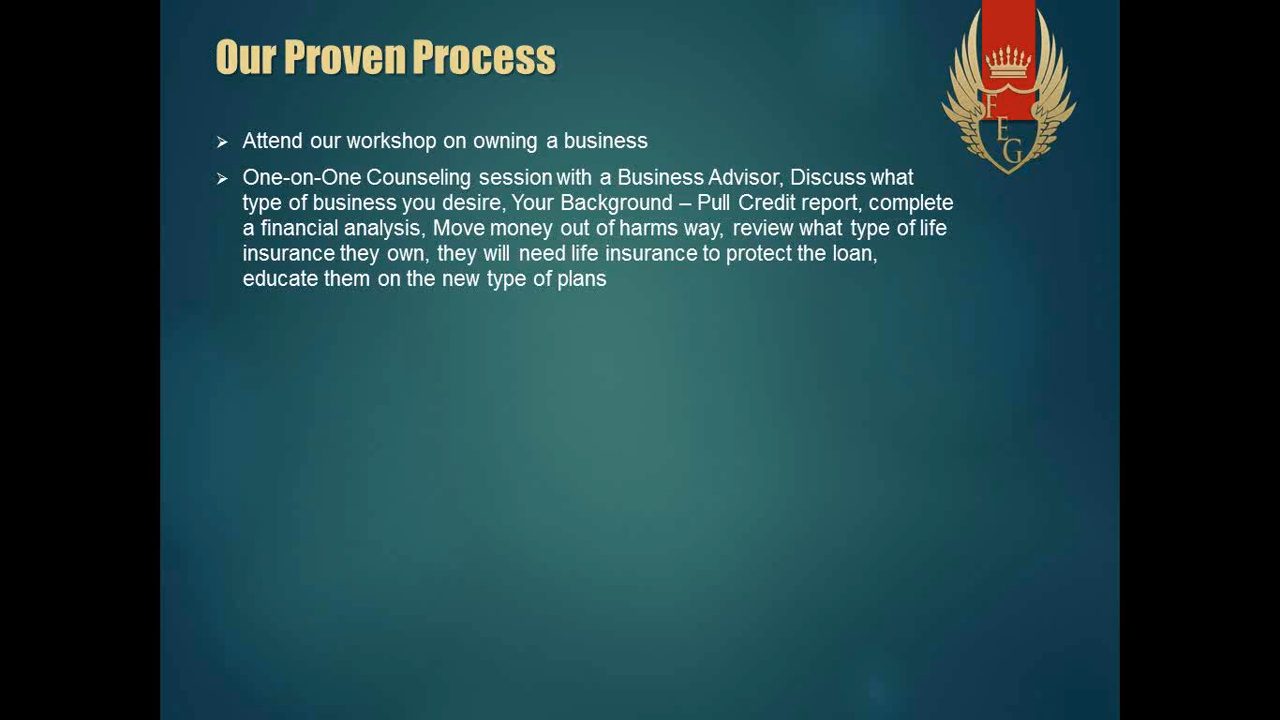 Our Proven Process
F
E
G
Attend our workshop on owning a business
One-on-One Counseling session with a Business Advisor, Discuss what
type of business you desire, Your Background – Pull Credit report, complete
a financial analysis, Move money out of harms way, review what type of life
insurance they own, they will need life insurance to protect the loan,
educate them on the new type of plans